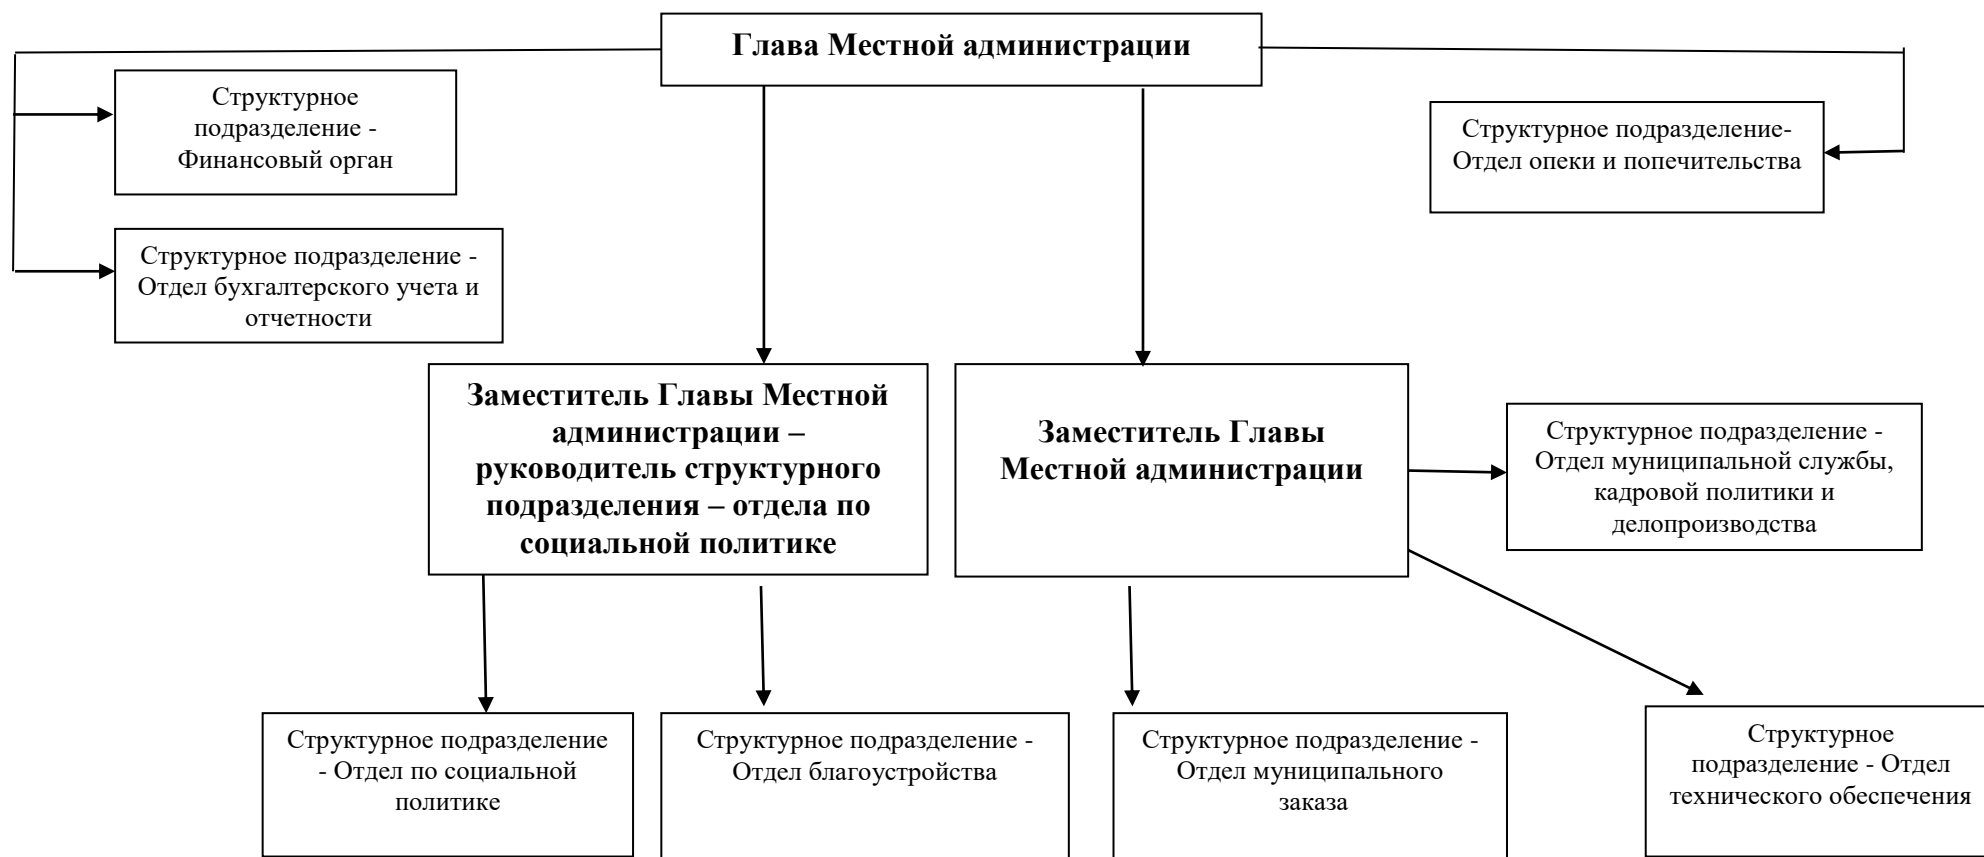 Глава Местной администрации
Структурное
подразделение -
Финансовый орган
Структурное подразделение-
Отдел опеки и попечительства
Структурное подразделение -
Отдел бухгалтерского учета и
отчетности
Заместитель Главы Местной
администрации –
руководитель структурного
подразделения – отдела по
социальной политике
Заместитель Главы
Местной администрации
Структурное подразделение -
Отдел муниципальной службы,
кадровой политики и
делопроизводства
Структурное подразделение
- Отдел по социальной
политике
Структурное подразделение -
Отдел благоустройства
Структурное подразделение -
Отдел муниципального
заказа
Структурное
подразделение - Отдел
технического обеспечения